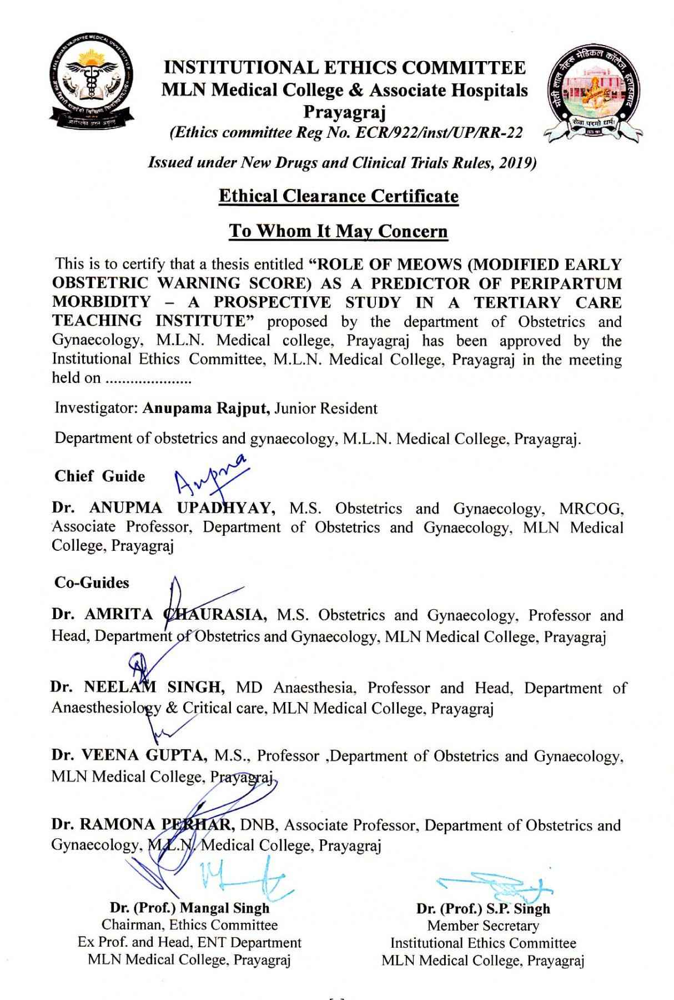 ATAL BIHARI VAJPAYEE MEDICAL UNIVERSITY U.P.
मोती लाल नेहरू मेडिकल कॉलेज, इलाहाबाद
सेवा परमो धर्मः
INSTITUTIONAL ETHICS COMMITTEE
MLN Medical College & Associate Hospitals
Prayagraj
(Ethics committee Reg No. ECR/922/inst/UP/RR-22
Issued under New Drugs and Clinical Trials Rules, 2019)
Ethical Clearance Certificate
To Whom It May Concern
This is to certify that a thesis entitled “ROLE OF MEOWS (MODIFIED EARLY
OBSTETRIC WARNING SCORE) AS A PREDICTOR OF PERIPARTUM
MORBIDITY – A PROSPECTIVE STUDY IN A TERTIARY CARE
TEACHING INSTITUTE” proposed by the department of Obstetrics and
Gynaecology, M.L.N. Medical college, Prayagraj has been approved by the
Institutional Ethics Committee, M.L.N. Medical College, Prayagraj in the meeting
held on .....................
Investigator: Anupama Rajput, Junior Resident
Department of obstetrics and gynaecology, M.L.N. Medical College, Prayagraj.
Chief Guide
Anupma
Dr. ANUPMA UPADHYAY, M.S. Obstetrics and Gynaecology, MRCOG,
Associate Professor, Department of Obstetrics and Gynaecology, MLN Medical
College, Prayagraj
Co-Guides
Dr. AMRITA CHAURASIA, M.S. Obstetrics and Gynaecology, Professor and
Head, Department of Obstetrics and Gynaecology, MLN Medical College, Prayagraj
Dr. NEELAM SINGH, MD Anaesthesia, Professor and Head, Department of
Anaesthesiology & Critical care, MLN Medical College, Prayagraj
Dr. VEENA GUPTA, M.S., Professor ,Department of Obstetrics and Gynaecology,
MLN Medical College, Prayagraj
Dr. RAMONA PERHAR, DNB, Associate Professor, Department of Obstetrics and
Gynaecology, M.L.N. Medical College, Prayagraj
Dr. (Prof.) Mangal Singh
Chairman, Ethics Committee
Ex Prof. and Head, ENT Department
MLN Medical College, Prayagraj
Dr. (Prof.) S.P. Singh
Member Secretary
Institutional Ethics Committee
MLN Medical College, Prayagraj